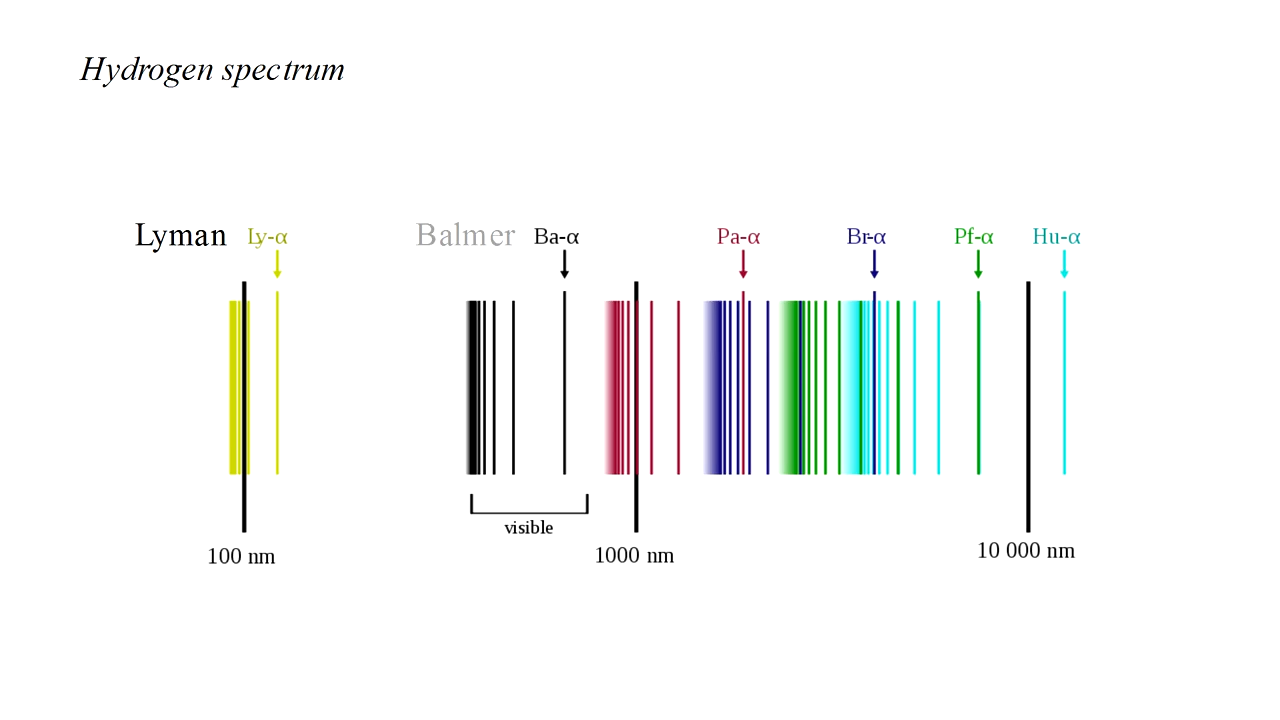 Hydrogen spectrum
Lyman Ly-α Balmer Ba-α Pa-α Br-α Pf-α Hu-α
visible
100 nm 1000 nm 10 000 nm